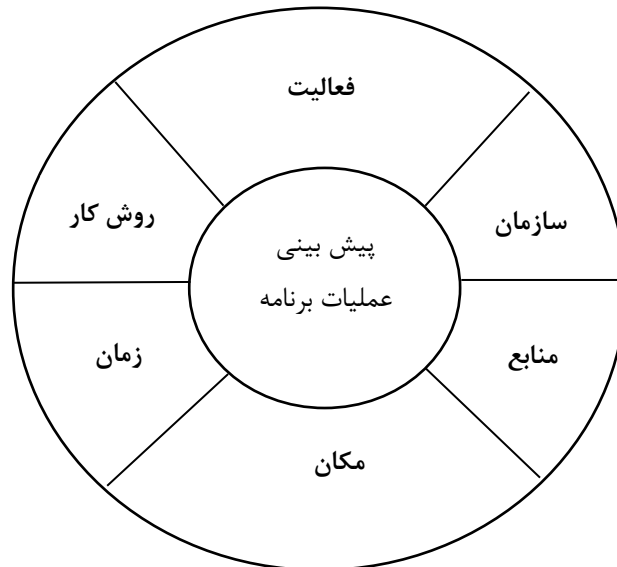 فعالیت
سازمان
روش کار
پیش بینی
عملیات برنامه
منابع
زمان
مکان